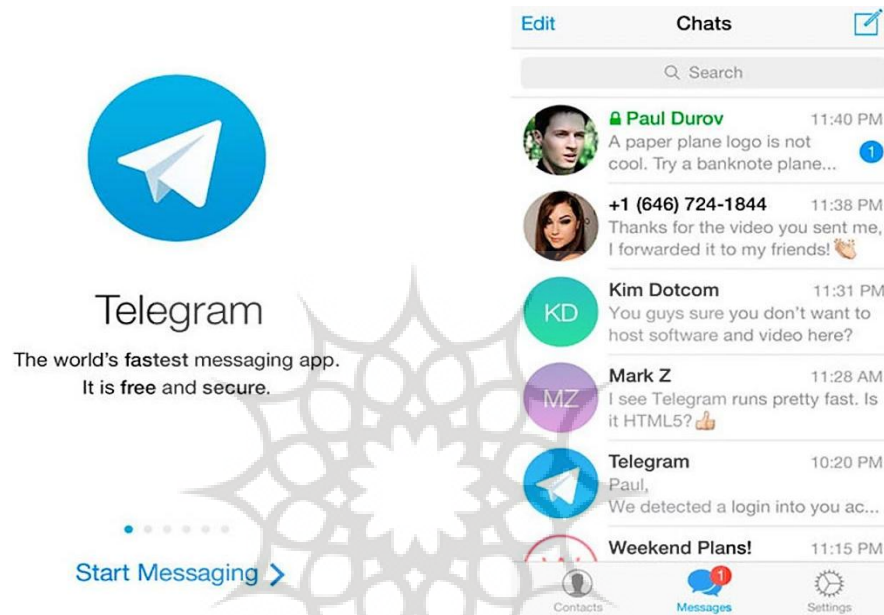 Telegram
The world's fastest messaging app.
It is free and secure.
Start Messaging
Edit
Chats
Search
Paul Durov
11:40 PM
A paper plane logo is not
cool. Try a banknote plane...
1
+1 (646) 724-1844
11:38 PM
Thanks for the video you sent me,
I forwarded it to my friends! 👏
KD
Kim Dotcom
11:31 PM
You guys sure you don't want to
host software and video here?
MZ
Mark Z
11:28 AM
I see Telegram runs pretty fast. Is
it HTML5? 👍
Telegram
10:20 PM
Paul,
We detected a login into you ac...
Weekend Plans!
11:15 PM
Contacts
1
Messages
Settings